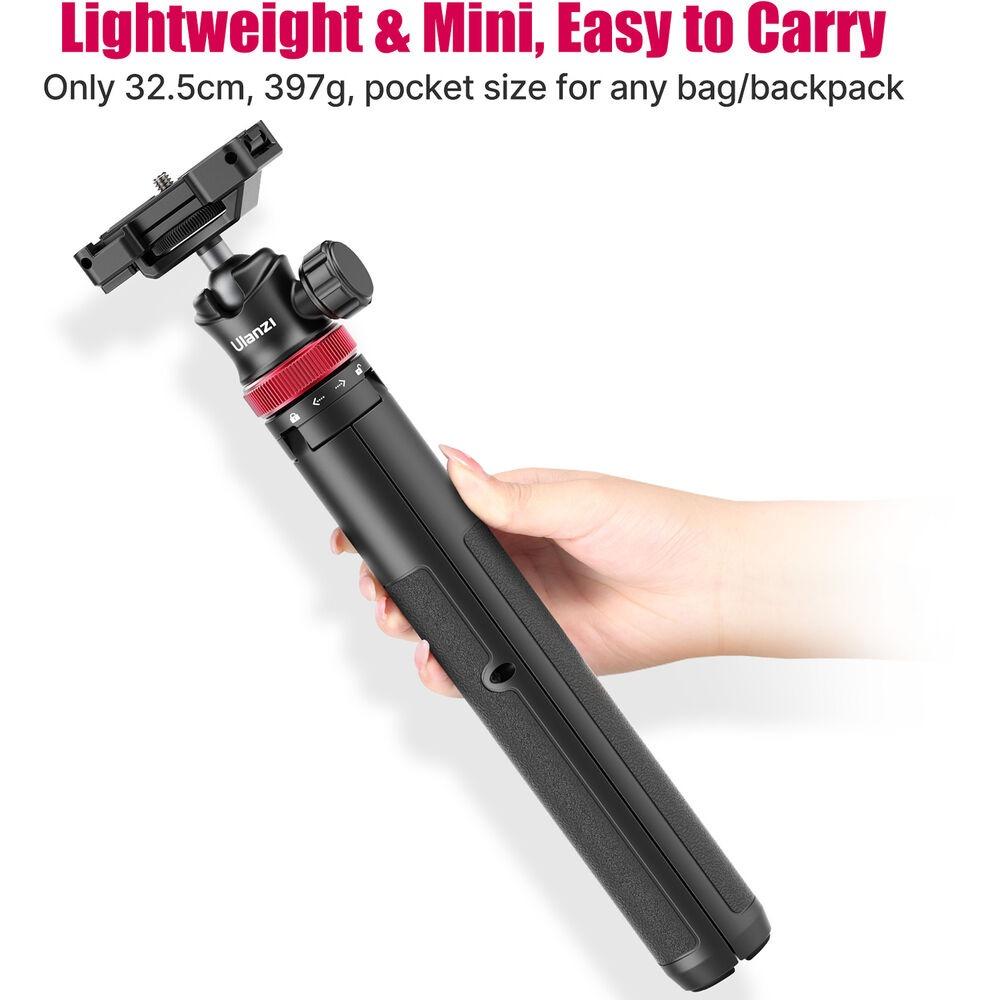 Lightweight & Mini, Easy to Carry
Only 32.5cm, 397g, pocket size for any bag/backpack
Ulanzi